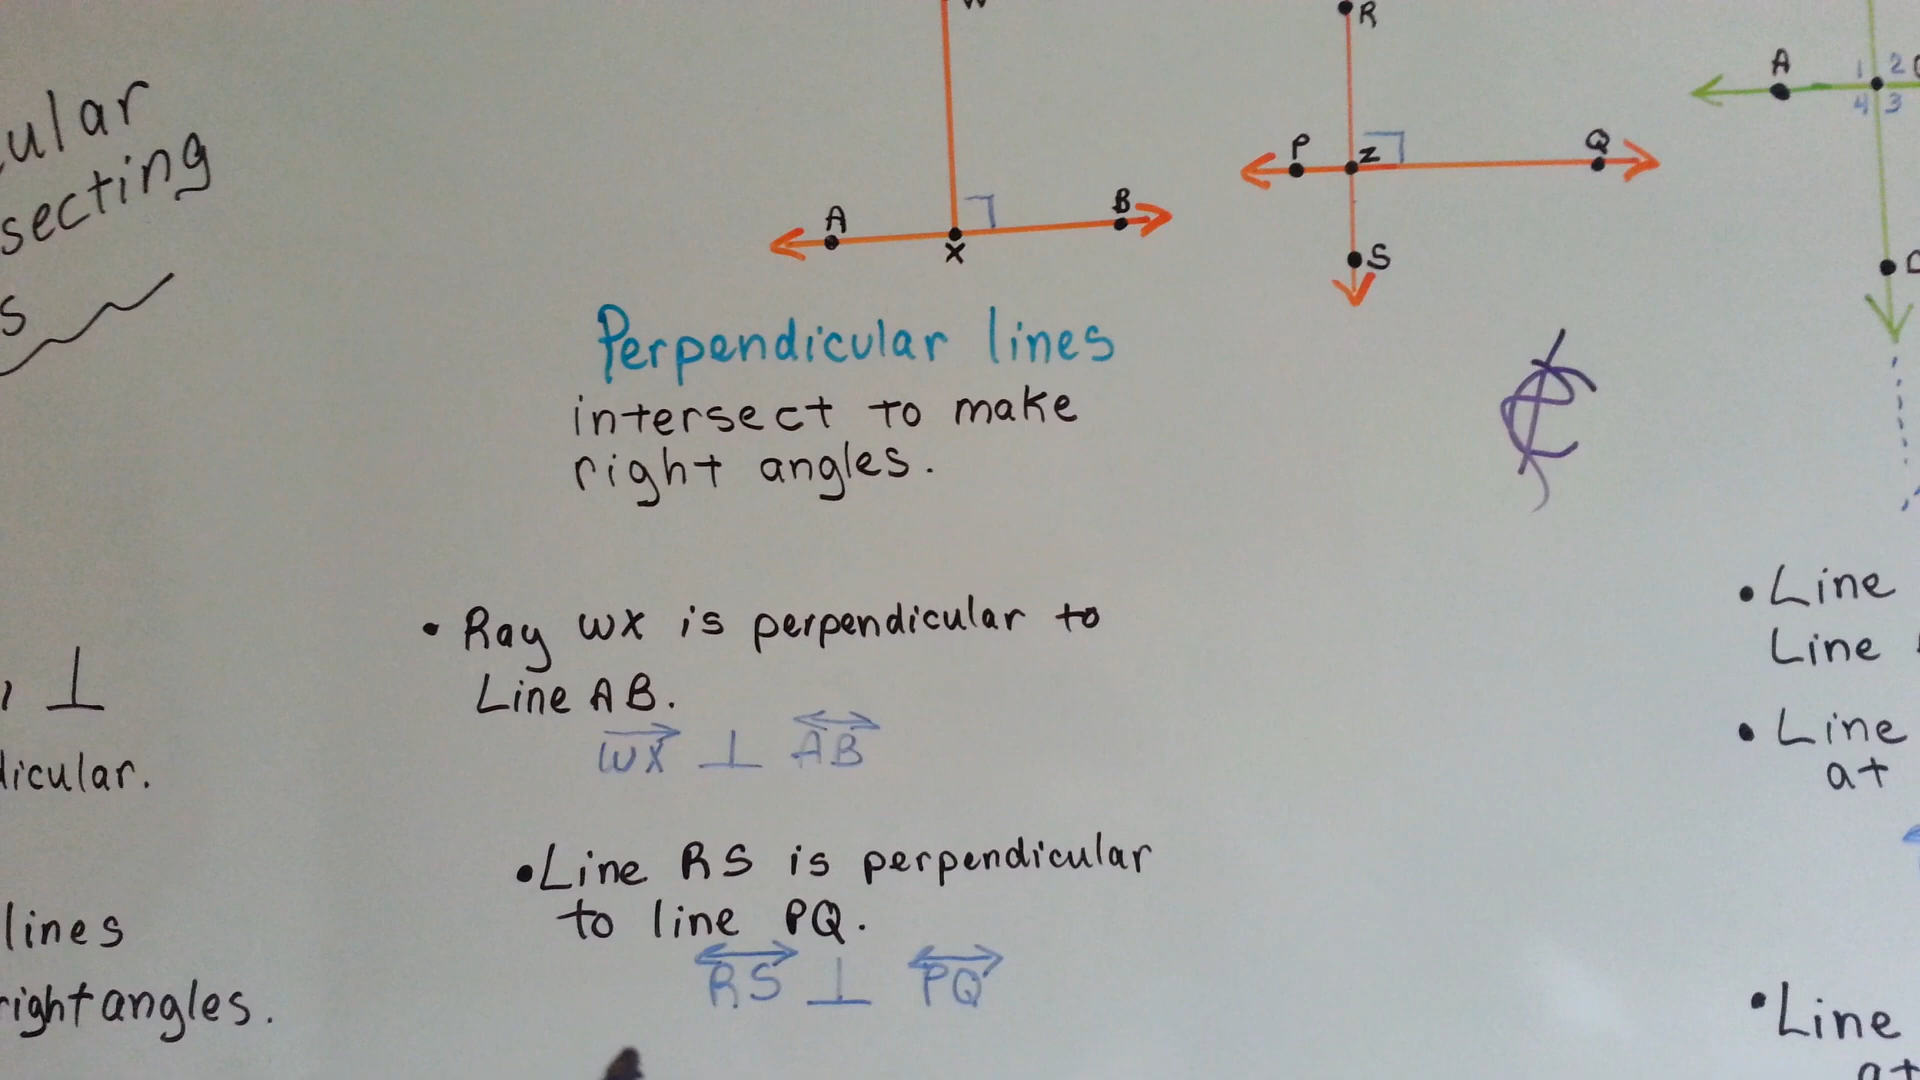 R
A
1 2
4 3
P
Z
Q
A
X
B
S
secting
s
Perpendicular lines
intersect to make
right angles.
• Ray WX is perpendicular to
Line AB.
WX ⊥ AB
• Line RS is perpendicular
to line PQ.
RS ⊥ PQ
⊥
lines
right angles.
• Line
Line
• Line
at
• Line
at